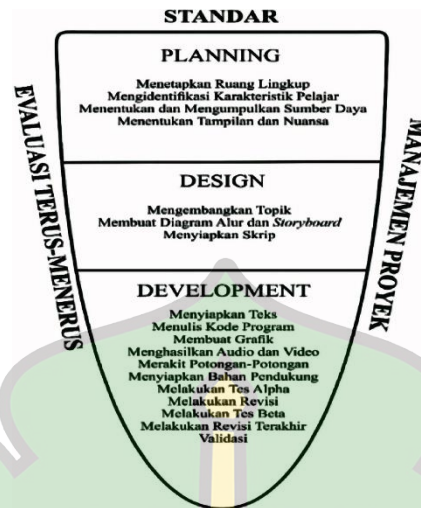 STANDAR
PLANNING
Menetapkan Ruang Lingkup
Mengidentifikasi Karakteristik Pelajar
Menentukan dan Mengumpulkan Sumber Daya
Menentukan Tampilan dan Nuansa
EVALUASI TERUS-MENERUS
MANAJEMEN PROYEK
DESIGN
Mengembangkan Topik
Membuat Diagram Alur dan Storyboard
Menyiapkan Skrip
DEVELOPMENT
Menyiapkan Teks
Menulis Kode Program
Membuat Grafik
Menghasilkan Audio dan Video
Merakit Potongan-Potongan
Menyiapkan Bahan Pendukung
Melakukan Tes Alpha
Melakukan Revisi
Melakukan Tes Beta
Melakukan Revisi Terakhir
Validasi